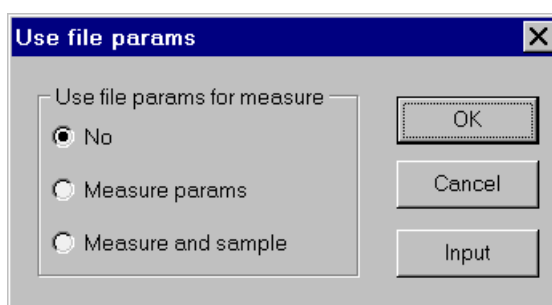 Use file params
Use file params for measure
No
Measure params
Measure and sample
OK
Cancel
Input